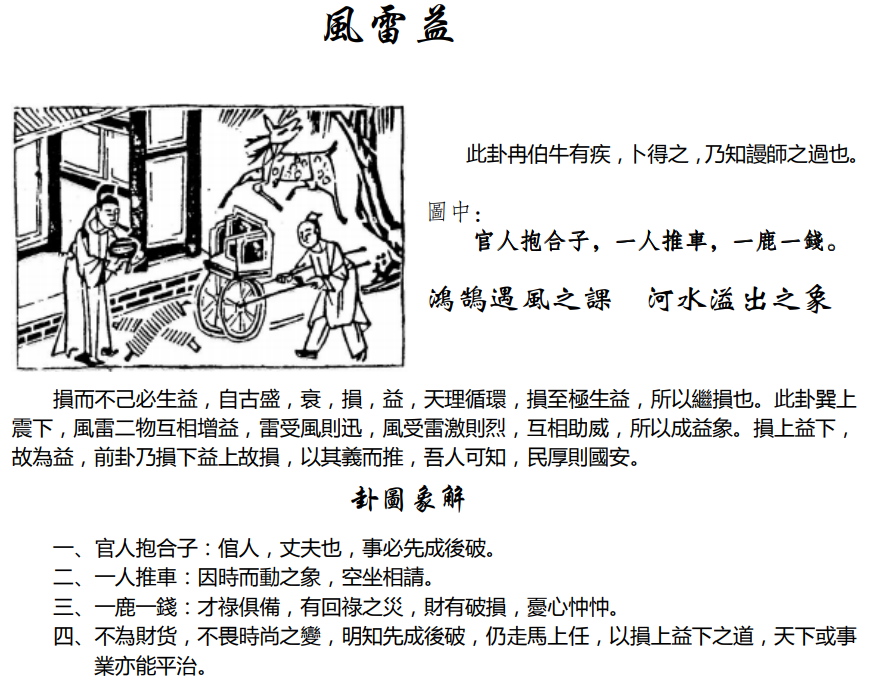 風雷益
此卦冉伯牛有疾，卜得之，乃知謾師之過也。
圖中：
官人抱合子，一人推車，一鹿一錢。
鴻鵠遇風之課　河水溢出之象
損而不己必生益，自古盛，衰，損，益，天理循環，損至極生益，所以繼損也。此卦巽上
震下，風雷二物互相增益，雷受風則迅，風受雷激則烈，互相助威，所以成益象。損上益下，
故為益，前卦乃損下益上故損，以其義而推，吾人可知，民厚則國安。
卦圖象解
一、官人抱合子：倌人，丈夫也，事必先成後破。
二、一人推車：因時而動之象，空坐相請。
三、一鹿一錢：才祿俱備，有回祿之災，財有破損，憂心忡忡。
四、不為財货，不畏時尚之變，明知先成後破，仍走馬上任，以損上益下之道，天下或事
業亦能平治。